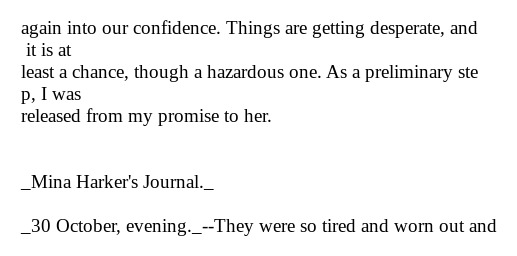 again into our confidence. Things are getting desperate, and
it is at
least a chance, though a hazardous one. As a preliminary ste
p, I was
released from my promise to her.
_Mina Harker's Journal._
_30 October, evening._--They were so tired and worn out and